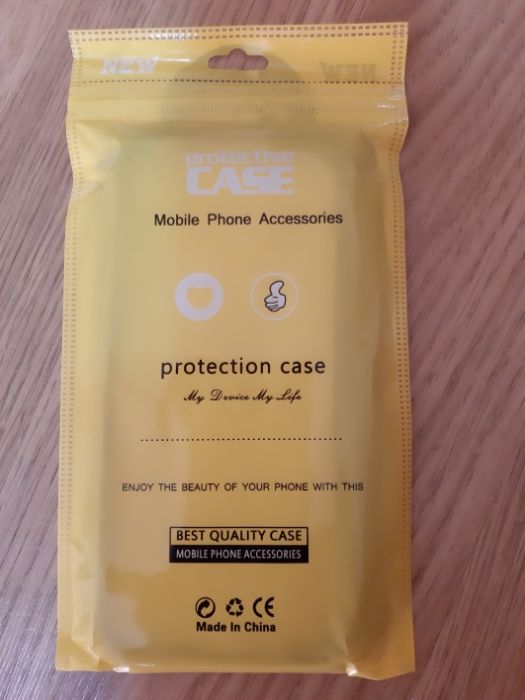 NEW NEW
protective
CASE
Mobile Phone Accessories
protection case
My Device My Life
ENJOY THE BEAUTY OF YOUR PHONE WITH THIS
BEST QUALITY CASE
MOBILE PHONE ACCESSORIES
CE
Made In China